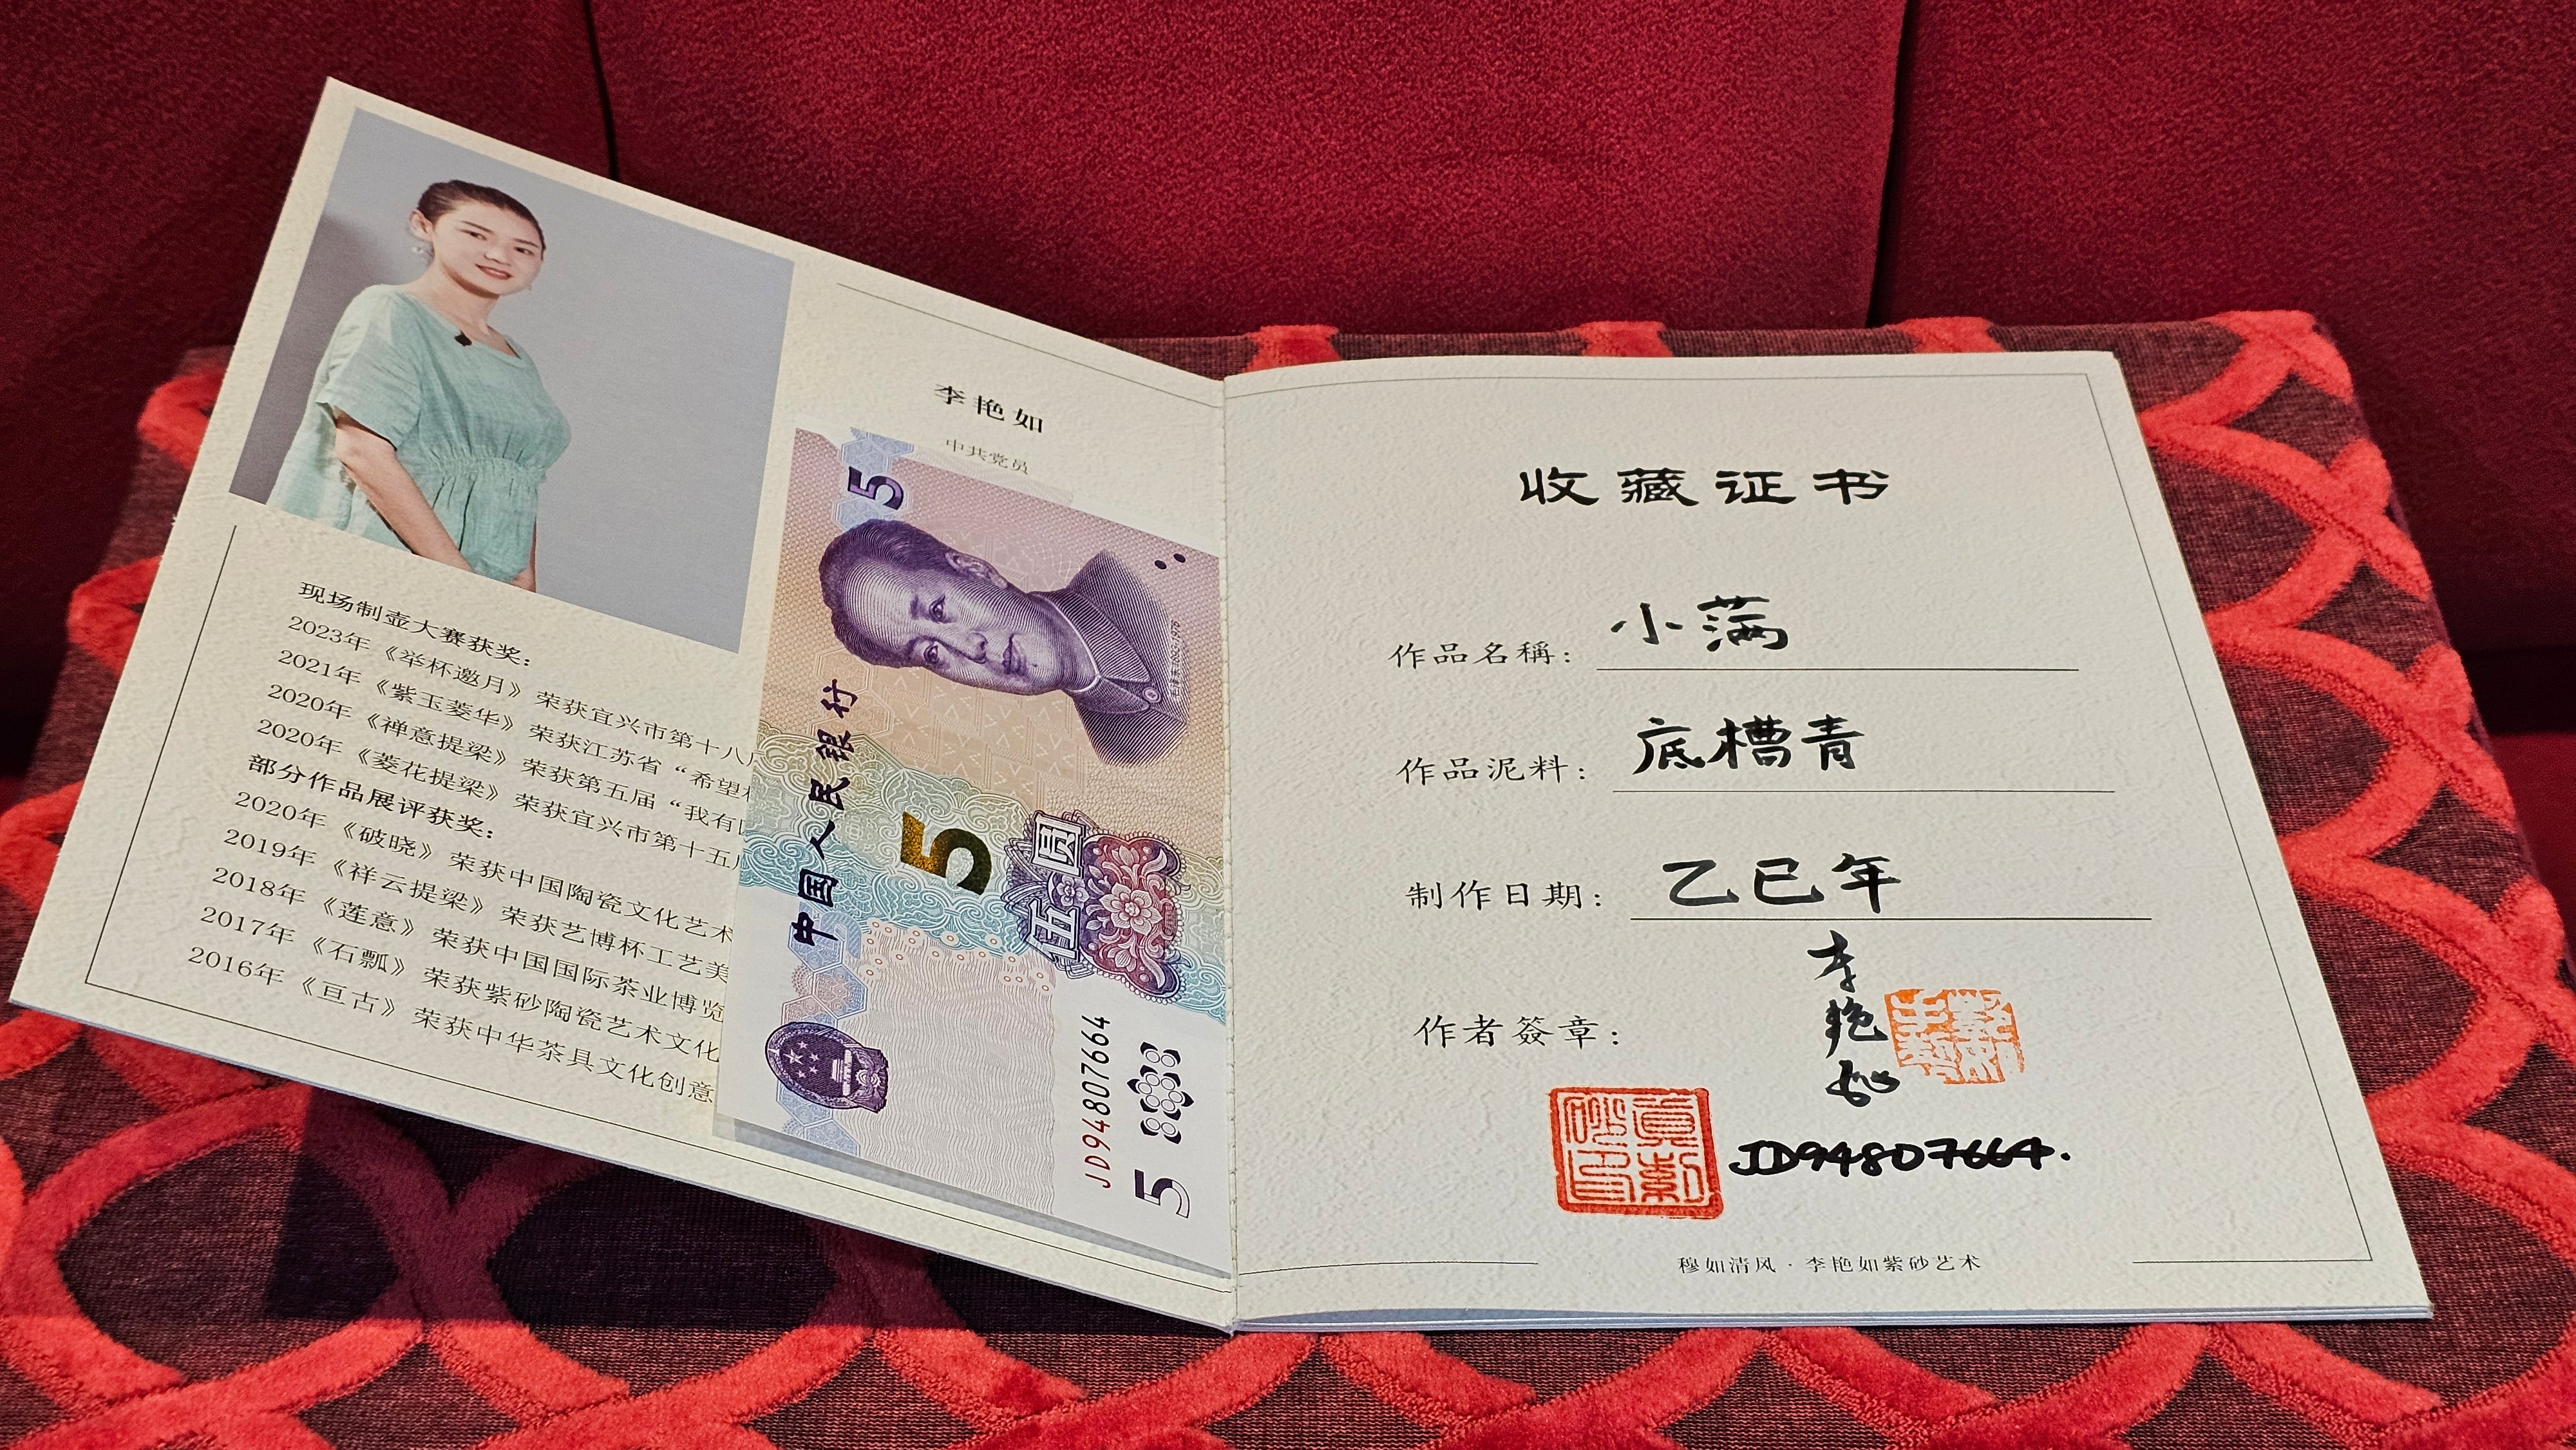 李艳如
中共党员
现场制壶大赛获奖：
2023年《举杯邀月》荣获宜兴市第十八
2021年《紫玉菱华》荣获江苏省“希望
2020年《禅意提梁》荣获第五届“我有
2020年《菱花提梁》荣获宜兴市第十五
部分作品展评获奖：
2020年《破晓》荣获中国陶瓷文化艺术
2019年《祥云提梁》荣获艺博杯工艺美
2018年《莲意》荣获中国国际茶业博览
2017年《石瓢》荣获紫砂陶瓷艺术文化
2016年《亘古》荣获中华茶具文化创意
5
中国人民银行
5
伍圆
毛泽东 1893-1976
JD94807664
5
收藏证书
作品名稱：小满
作品泥料：底槽青
制作日期：乙巳年
作者簽章：李艳如
JD94807664.
穆如清风·李艳如紫砂艺术